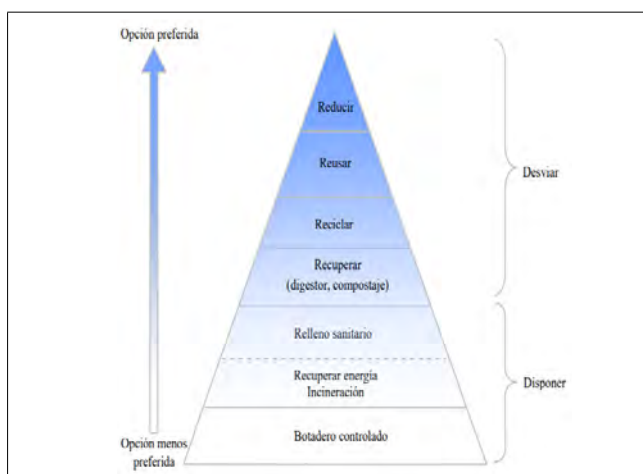 Opción preferida
Reducir
Reusar
Desviar
Reciclar
Recuperar
(digestor, compostaje)
Relleno sanitario
Recuperar energía
Incineración
Disponer
Botadero controlado
Opción menos
preferida